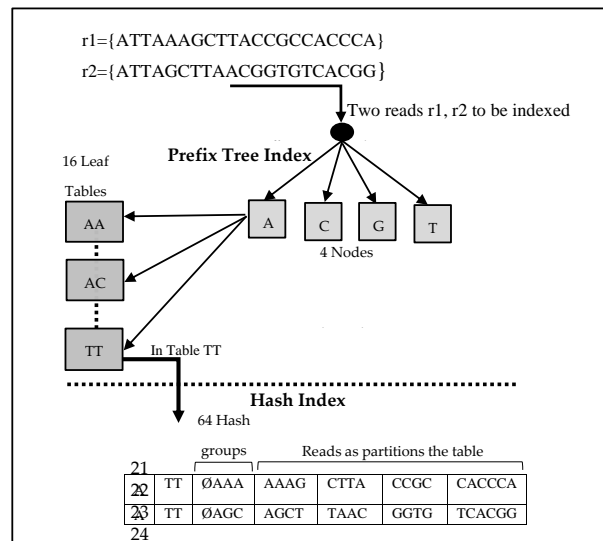 r1={ATTAAAGCTTACCGCCACCCA}
r2={ATTAGCTTAACGGTGTCACGG}
Two reads r1, r2 to be indexed
Prefix Tree Index
16 Leaf
Tables
A
C
G
T
AA
4 Nodes
AC
TT
In Table TT
Hash Index
64 Hash
groups
Reads as partitions the table
21
A TT ØAAA AAAG CTTA CCGC CACCCA
22
A TT ØAGC AGCT TAAC GGTG TCACGG
23
24